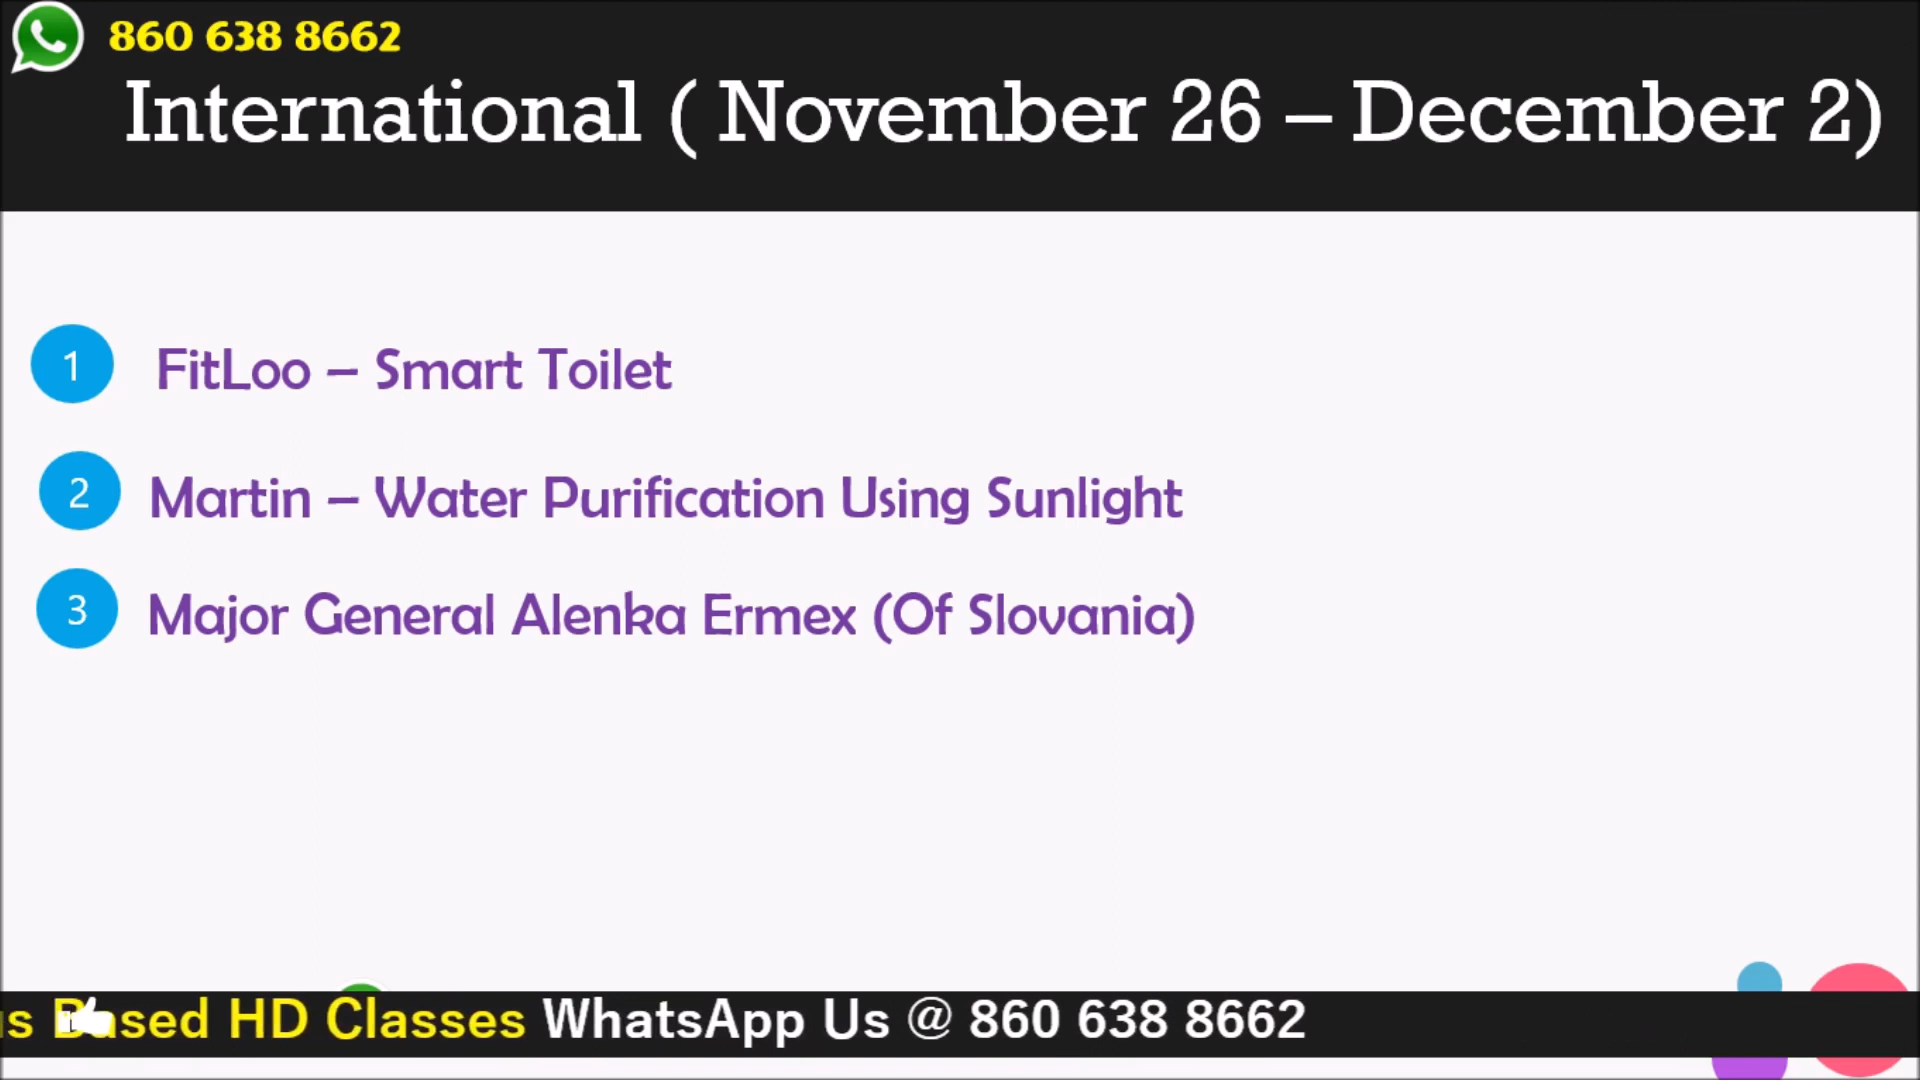 860 638 8662
International ( November 26 – December 2)
1 FitLoo – Smart Toilet
2 Martin – Water Purification Using Sunlight
3 Major General Alenka Ermex (Of Slovania)
Based HD Classes WhatsApp Us @ 860 638 8662